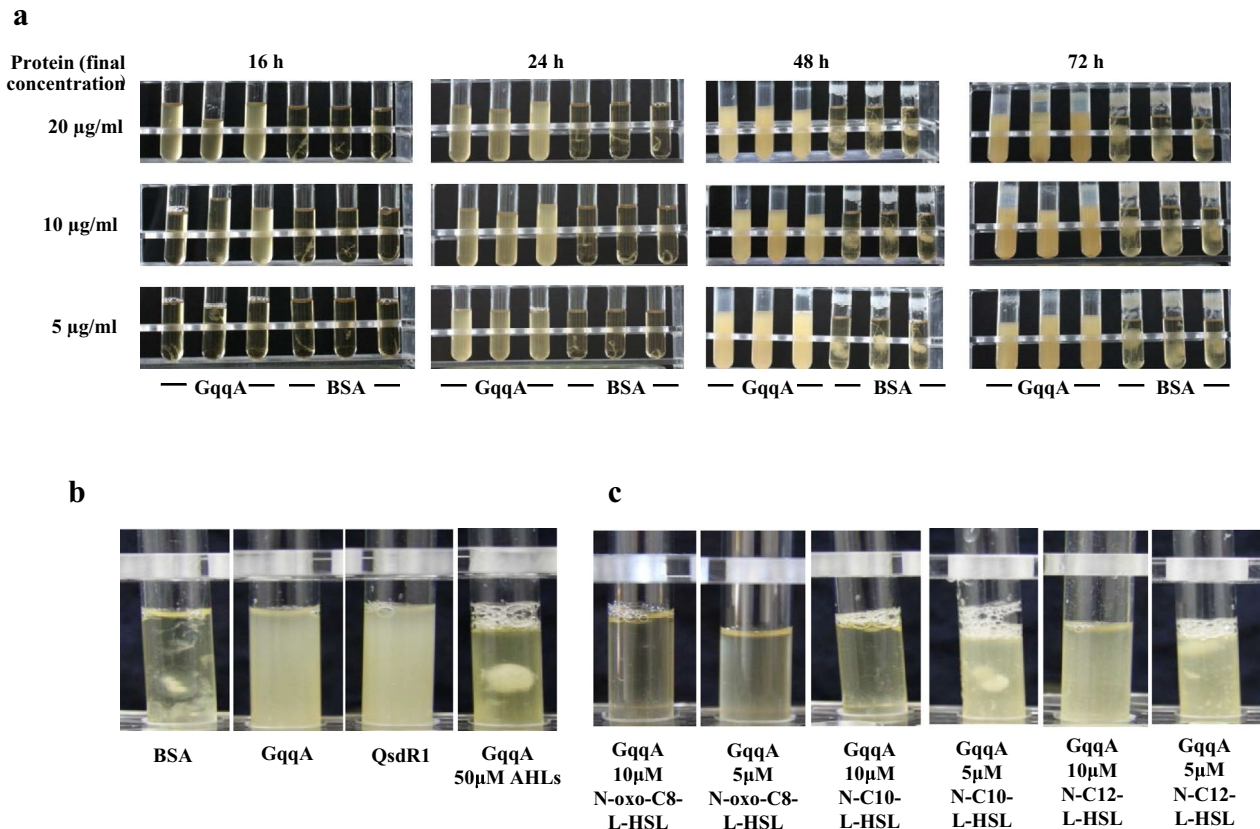 a
Protein (final
concentration)
16 h
24 h
48 h
72 h
20 µg/ml
10 µg/ml
5 µg/ml
GqqA
BSA
GqqA
BSA
GqqA
BSA
GqqA
BSA
b
c
BSA
GqqA
QsdR1
GqqA
50µM AHLs
GqqA
10µM
N-oxo-C8-
L-HSL
GqqA
5µM
N-oxo-C8-
L-HSL
GqqA
10µM
N-C10-
L-HSL
GqqA
5µM
N-C10-
L-HSL
GqqA
10µM
N-C12-
L-HSL
GqqA
5µM
N-C12-
L-HSL